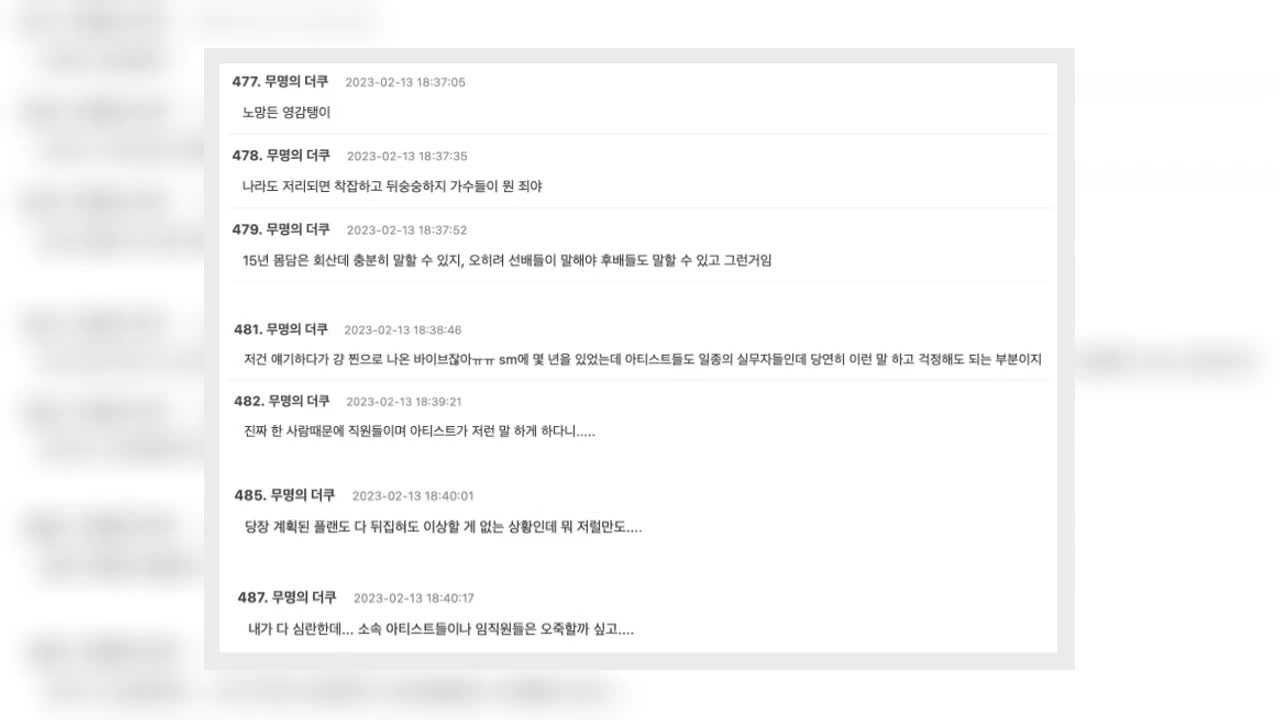 477. 무명의 더쿠 2023-02-13 18:37:05
노망든 영감탱이
478. 무명의 더쿠 2023-02-13 18:37:35
나라도 저리되면 착잡하고 뒤숭숭하지 가수들이 뭔 죄야
479. 무명의 더쿠 2023-02-13 18:37:52
15년 몸담은 회산데 충분히 말할 수 있지, 오히려 선배들이 말해야 후배들도 말할 수 있고 그런거임
481. 무명의 더쿠 2023-02-13 18:38:46
저건 얘기하다가 걍 찐으로 나온 바이브잖아ㅠㅠ sm에 몇 년을 있었는데 아티스트들도 일종의 실무자들인데 당연히 이런 말 하고 걱정해도 되는 부분이지
482. 무명의 더쿠 2023-02-13 18:39:21
진짜 한 사람때문에 직원들이며 아티스트가 저런 말 하게 하다니.....
485. 무명의 더쿠 2023-02-13 18:40:01
당장 계획된 플랜도 다 뒤집혀도 이상할 게 없는 상황인데 뭐 저럴만도....
487. 무명의 더쿠 2023-02-13 18:40:17
내가 다 심란한데... 소속 아티스트들이나 임직원들은 오죽할까 싶고....